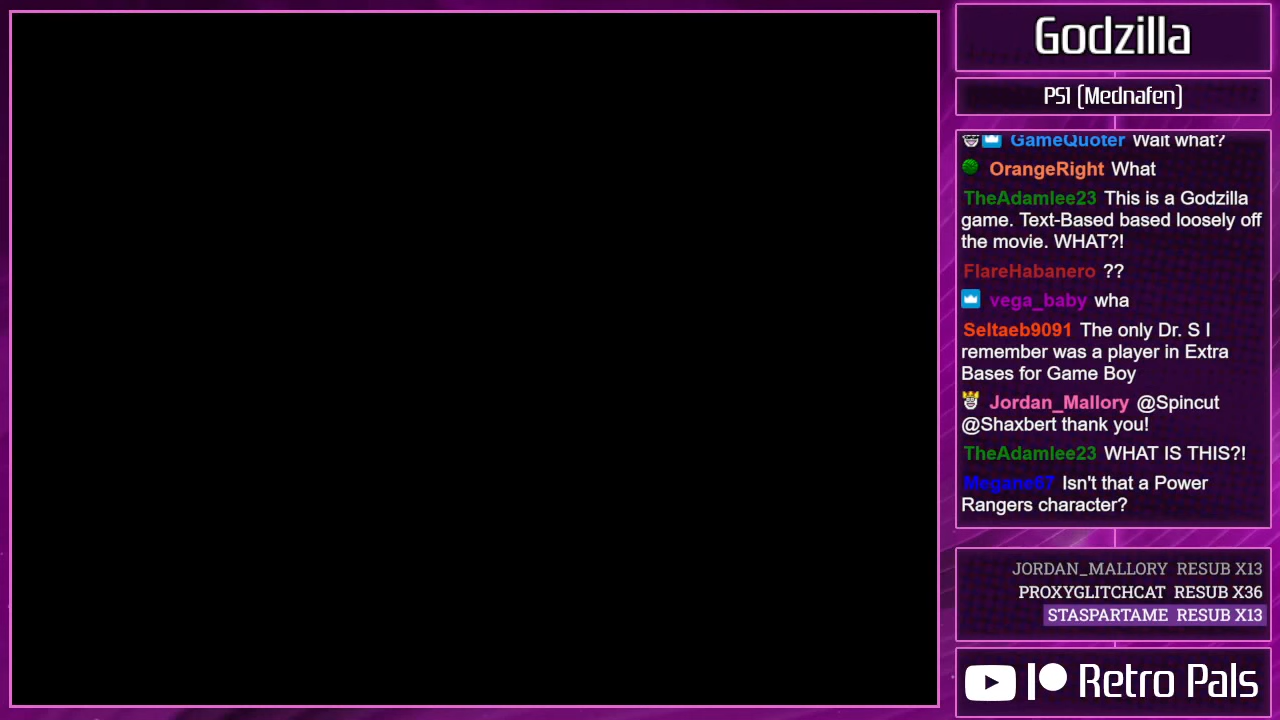 Godzilla
PS1 (Mednafen)
GameQuoter Wait what?
OrangeRight What
TheAdamlee23 This is a Godzilla
game. Text-Based based loosely off
the movie. WHAT?!
FlareHabanero ??
vega_baby wha
Seltaeb9091 The only Dr. S I
remember was a player in Extra
Bases for Game Boy
Jordan_Mallory @Spincut
@Shaxbert thank you!
TheAdamlee23 WHAT IS THIS?!
Megane67 Isn't that a Power
Rangers character?
JORDAN_MALLORY RESUB X13
PROXYGLITCHCAT RESUB X36
STASPARTAME RESUB X13
Retro Pals